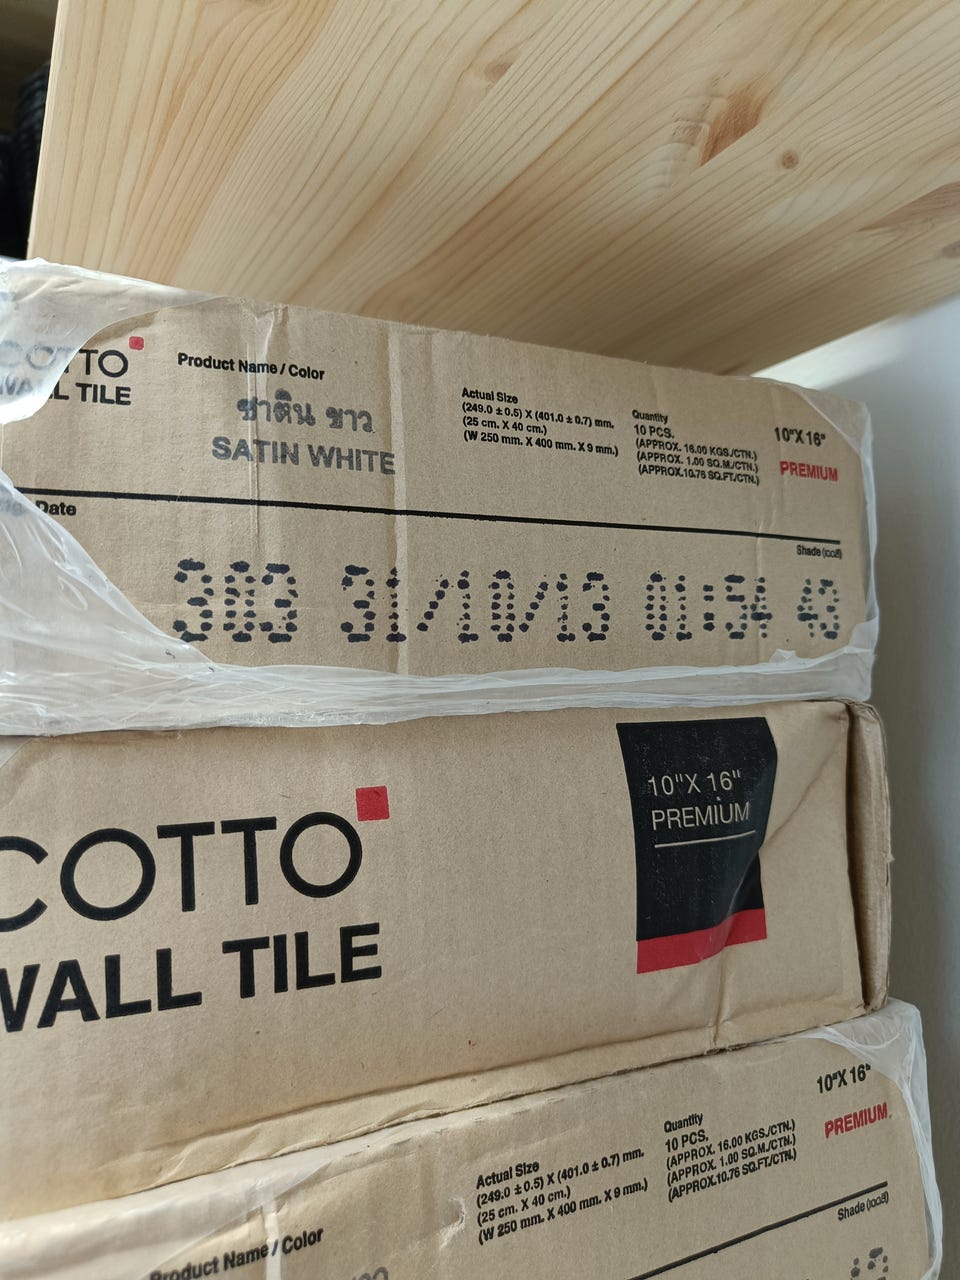 COTTO
WALL TILE
Product Name / Color
ซาติน ขาว
SATIN WHITE
Actual Size
(249.0 ± 0.5) X (401.0 ± 0.7) mm.
(25 cm. X 40 cm.)
(W 250 mm. X 400 mm. X 9 mm.)
Quantity
10 PCS.
(APPROX. 16.00 KGS./CTN.)
(APPROX. 1.00 SQ.M./CTN.)
(APPROX.10.76 SQ.FT./CTN.)
10"X 16"
PREMIUM
Date
Shade (เฉดสี)
303 31/10/13 01:54 43
COTTO
WALL TILE
10"X 16"
PREMIUM
10"X 16"
PREMIUM
Quantity
10 PCS.
(APPROX. 16.00 KGS./CTN.)
(APPROX. 1.00 SQ.M./CTN.)
(APPROX.10.76 SQ.FT./CTN.)
Actual Size
(249.0 ± 0.5) X (401.0 ± 0.7) mm.
(25 cm. X 40 cm.)
(W 250 mm. X 400 mm. X 9 mm.)
Shade (เฉดสี)
Product Name / Color